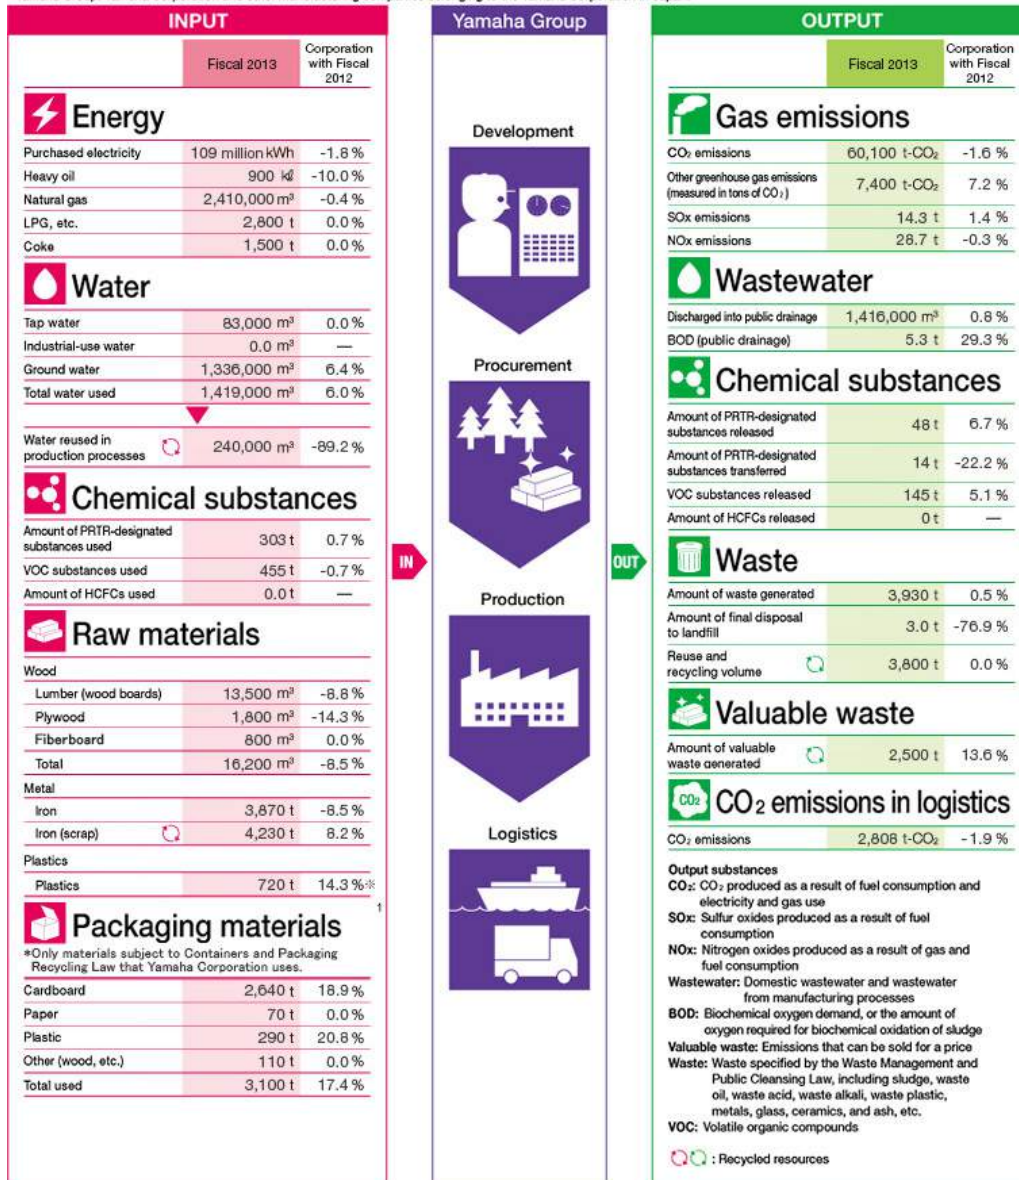 INPUT
Fiscal 2013
Corporation
with Fiscal
2012
Energy
Purchased electricity 109 million kWh -1.8 %
Heavy oil 900 kℓ -10.0 %
Natural gas 2,410,000 m³ -0.4 %
LPG, etc. 2,800 t 0.0 %
Coke 1,500 t 0.0 %
Water
Tap water 83,000 m³ 0.0 %
Industrial-use water 0.0 m³ —
Ground water 1,336,000 m³ 6.4 %
Total water used 1,419,000 m³ 6.0 %
Water reused in
production processes 240,000 m³ -89.2 %
Chemical substances
Amount of PRTR-designated
substances used 303 t 0.7 %
VOC substances used 455 t -0.7 %
Amount of HCFCs used 0.0 t —
Raw materials
Wood
Lumber (wood boards) 13,500 m³ -8.8 %
Plywood 1,800 m³ -14.3 %
Fiberboard 800 m³ 0.0 %
Total 16,200 m³ -8.5 %
Metal
Iron 3,870 t -8.5 %
Iron (scrap) 4,230 t 8.2 %
Plastics
Plastics 720 t 14.3 %※
1
Packaging materials
*Only materials subject to Containers and Packaging
Recycling Law that Yamaha Corporation uses.
Cardboard 2,640 t 18.9 %
Paper 70 t 0.0 %
Plastic 290 t 20.8 %
Other (wood, etc.) 110 t 0.0 %
Total used 3,100 t 17.4 %
IN
Yamaha Group
Development
Procurement
Production
Logistics
OUT
OUTPUT
Fiscal 2013
Corporation
with Fiscal
2012
Gas emissions
CO₂ emissions 60,100 t-CO₂ -1.6 %
Other greenhouse gas emissions
(measured in tons of CO₂) 7,400 t-CO₂ 7.2 %
SOx emissions 14.3 t 1.4 %
NOx emissions 28.7 t -0.3 %
Wastewater
Discharged into public drainage 1,416,000 m³ 0.8 %
BOD (public drainage) 5.3 t 29.3 %
Chemical substances
Amount of PRTR-designated
substances released 48 t 6.7 %
Amount of PRTR-designated
substances transferred 14 t -22.2 %
VOC substances released 145 t 5.1 %
Amount of HCFCs released 0 t —
Waste
Amount of waste generated 3,930 t 0.5 %
Amount of final disposal
to landfill 3.0 t -76.9 %
Reuse and
recycling volume 3,800 t 0.0 %
Valuable waste
Amount of valuable
waste generated 2,500 t 13.6 %
CO₂
CO₂ emissions in logistics
CO₂ emissions 2,808 t-CO₂ -1.9 %
Output substances
CO₂: CO₂ produced as a result of fuel consumption and
electricity and gas use
SOx: Sulfur oxides produced as a result of fuel
consumption
NOx: Nitrogen oxides produced as a result of gas and
fuel consumption
Wastewater: Domestic wastewater and wastewater
from manufacturing processes
BOD: Biochemical oxygen demand, or the amount of
oxygen required for biochemical oxidation of sludge
Valuable waste: Emissions that can be sold for a price
Waste: Waste specified by the Waste Management and
Public Cleansing Law, including sludge, waste
oil, waste acid, waste alkali, waste plastic,
metals, glass, ceramics, and ash, etc.
VOC: Volatile organic compounds
: Recycled resources